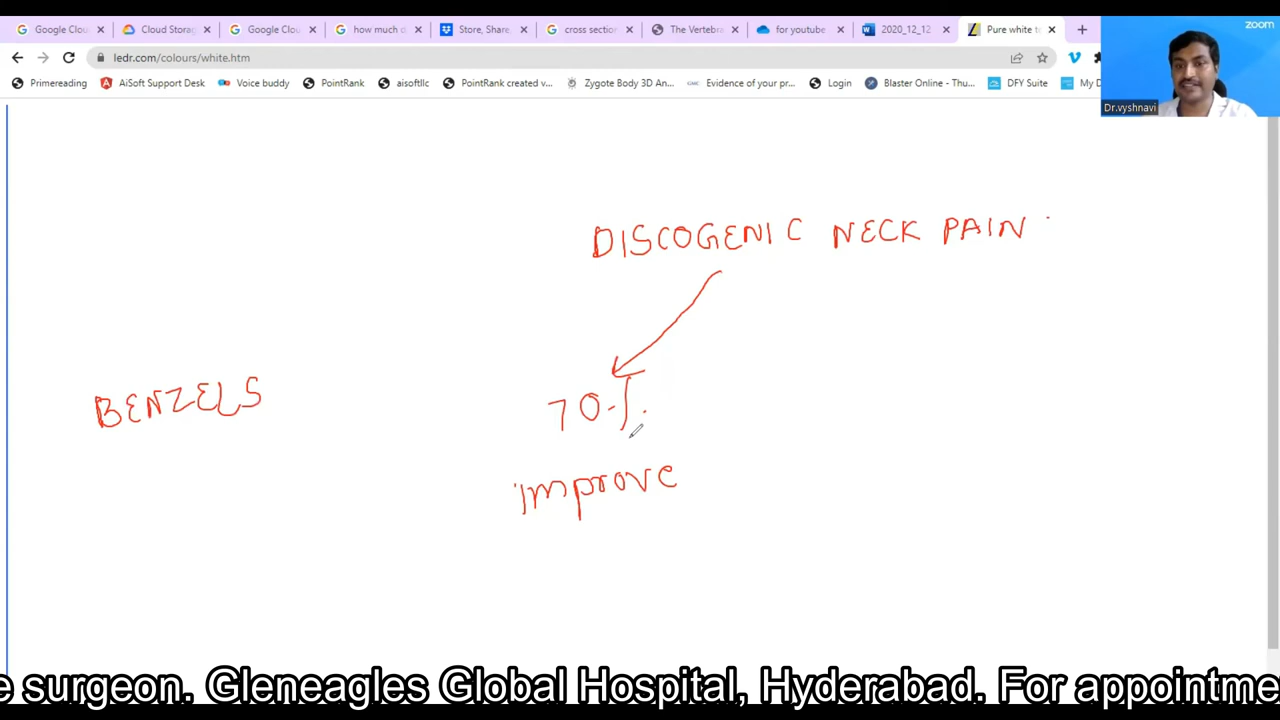 Google Clou
Cloud Storag
Google Clou
how much d
Store, Share,
cross section
The Vertebra
for youtube_
2020_12_12
Pure white t
zoom
ledr.com/colours/white.htm
Primereading
AiSoft Support Desk
Voice buddy
PointRank
aisoftllc
PointRank created v...
Zygote Body 3D An...
Evidence of your pr...
Login
Blaster Online - Thu...
DFY Suite
My D
Dr.vyshnavi
DISCOGENIC NECK PAIN
BENZELS
70%
improve
e surgeon. Gleneagles Global Hospital, Hyderabad. For appointme